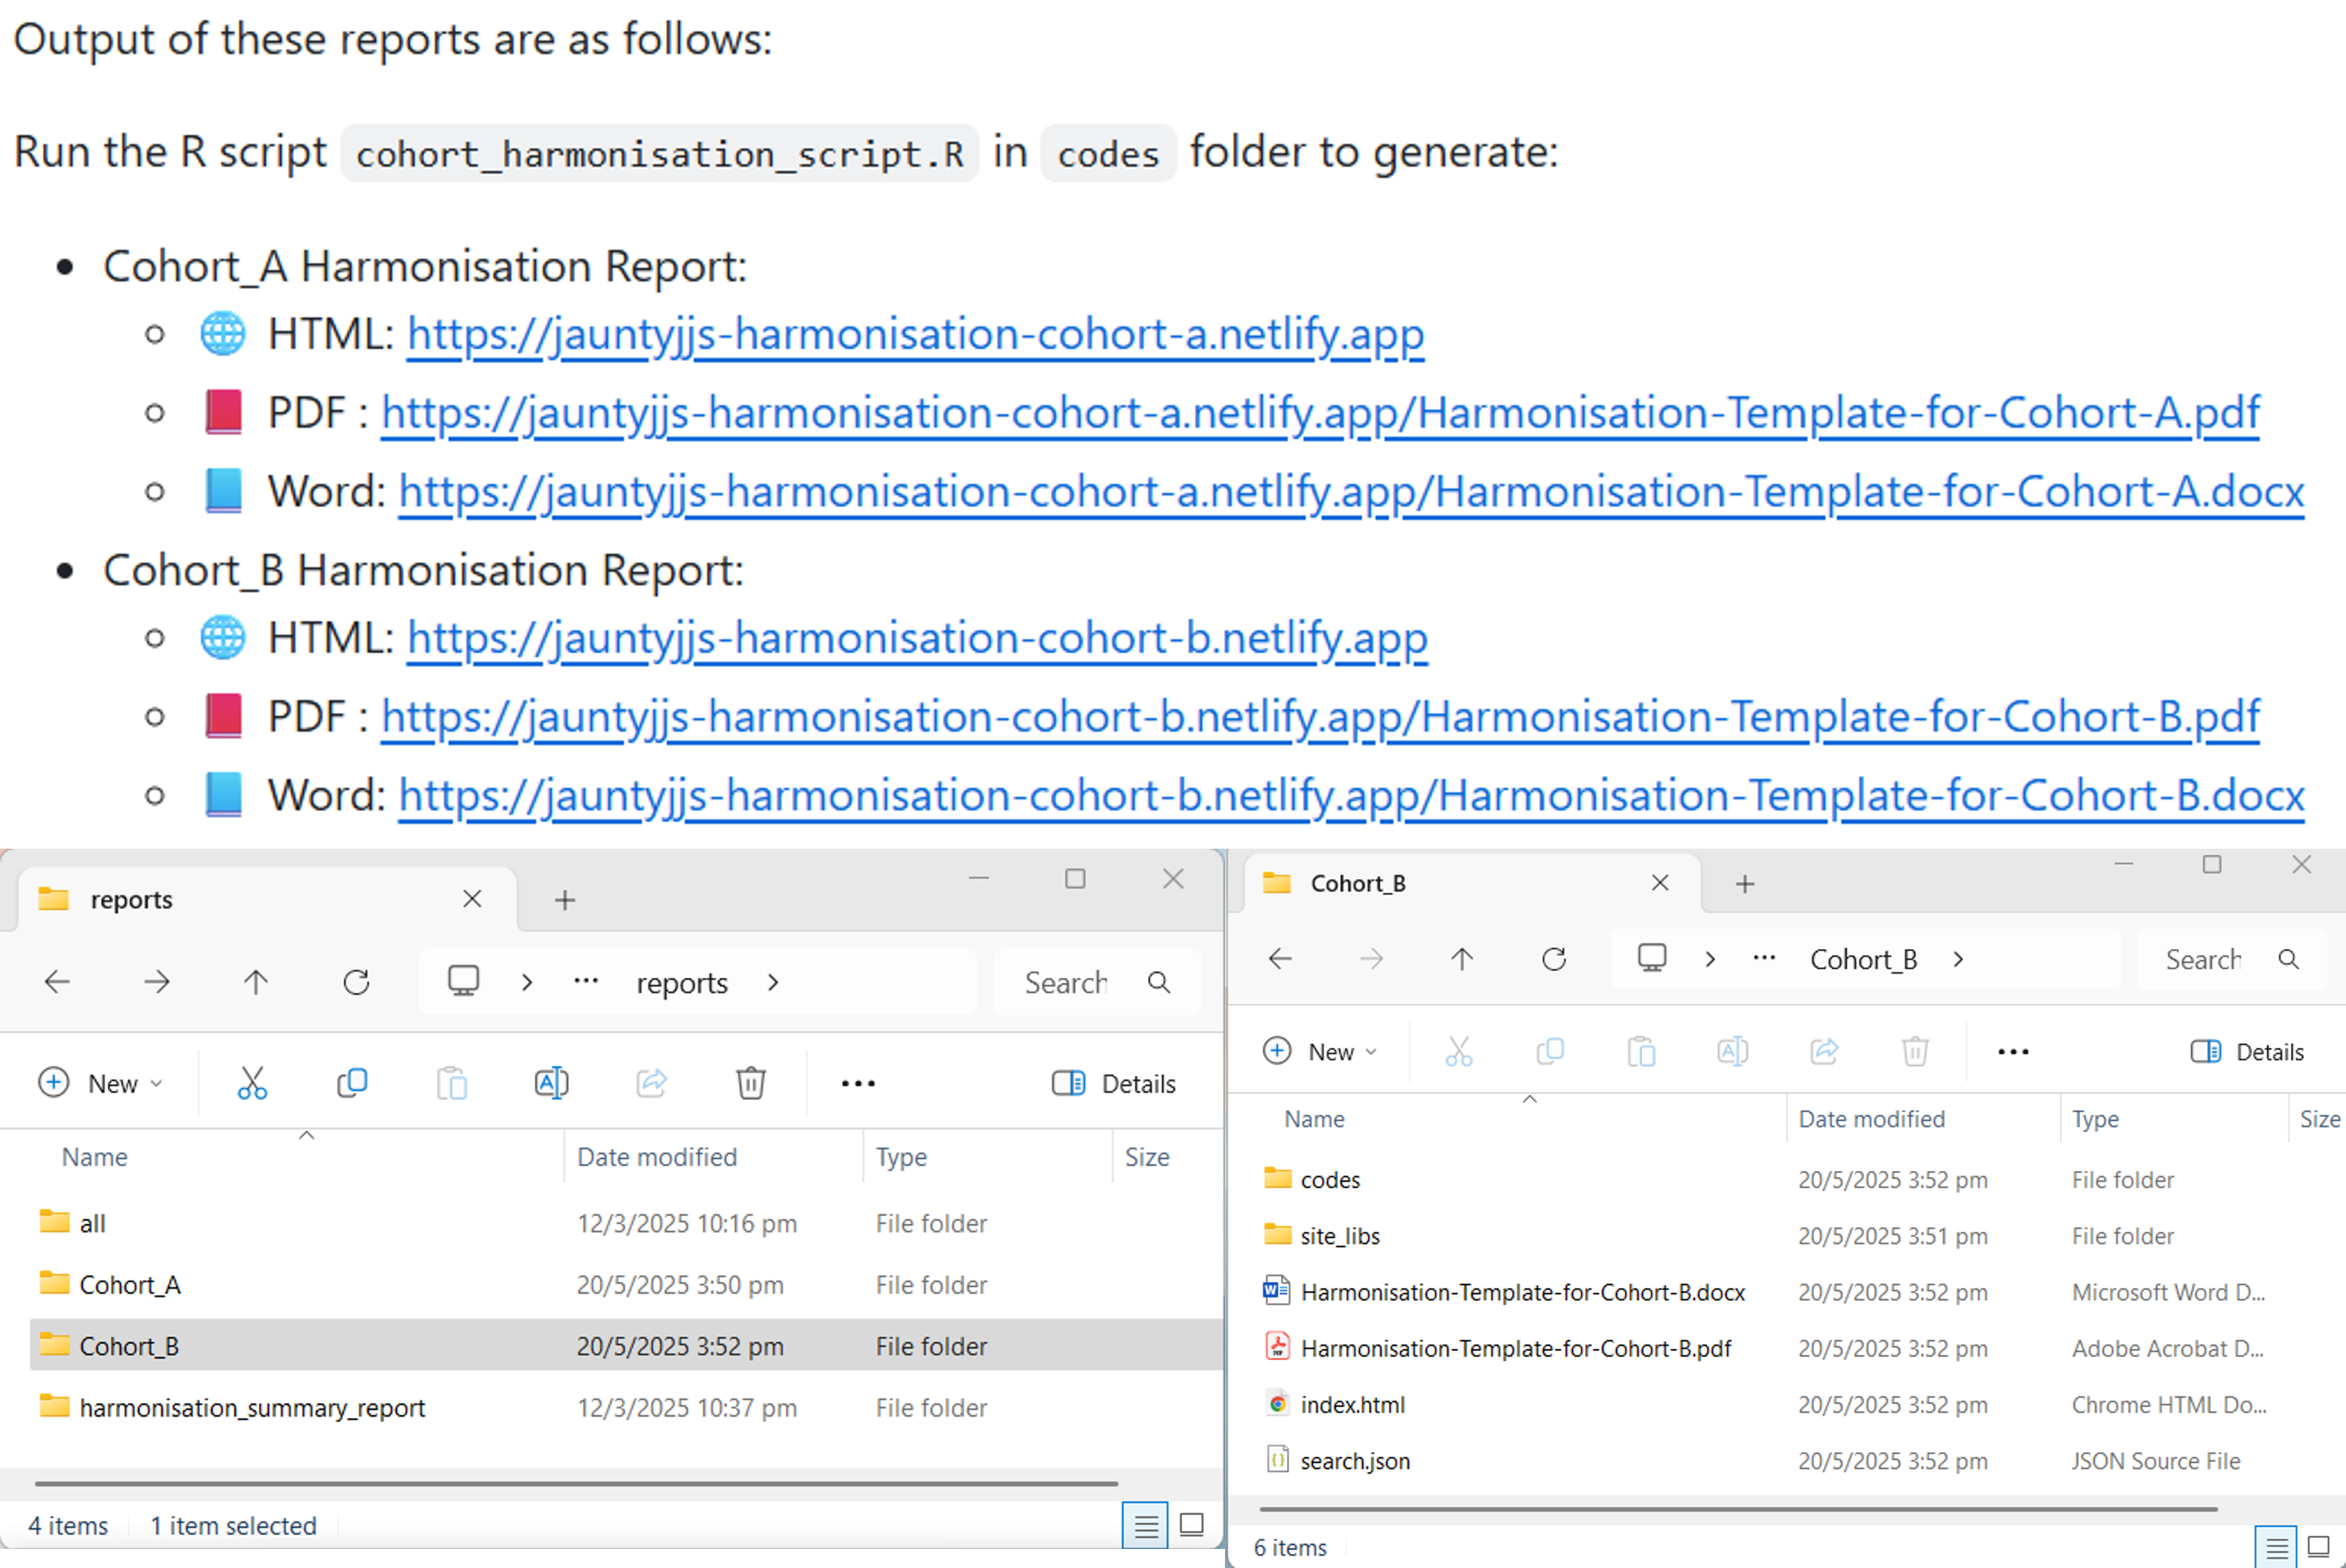 Output of these reports are as follows:
Run the R script cohort_harmonisation_script.R in codes folder to generate:
• Cohort_A Harmonisation Report:
○ 🌐 HTML: https://jauntyjjs-harmonisation-cohort-a.netlify.app
○ 📕 PDF : https://jauntyjjs-harmonisation-cohort-a.netlify.app/Harmonisation-Template-for-Cohort-A.pdf
○ 📘 Word: https://jauntyjjs-harmonisation-cohort-a.netlify.app/Harmonisation-Template-for-Cohort-A.docx
• Cohort_B Harmonisation Report:
○ 🌐 HTML: https://jauntyjjs-harmonisation-cohort-b.netlify.app
○ 📕 PDF : https://jauntyjjs-harmonisation-cohort-b.netlify.app/Harmonisation-Template-for-Cohort-B.pdf
○ 📘 Word: https://jauntyjjs-harmonisation-cohort-b.netlify.app/Harmonisation-Template-for-Cohort-B.docx
reports
... reports Search
New ... Details
Name Date modified Type Size
all 12/3/2025 10:16 pm File folder
Cohort_A 20/5/2025 3:50 pm File folder
Cohort_B 20/5/2025 3:52 pm File folder
harmonisation_summary_report 12/3/2025 10:37 pm File folder
4 items 1 item selected
Cohort_B
... Cohort_B Search
New ... Details
Name Date modified Type Size
codes 20/5/2025 3:52 pm File folder
site_libs 20/5/2025 3:51 pm File folder
Harmonisation-Template-for-Cohort-B.docx 20/5/2025 3:52 pm Microsoft Word D...
Harmonisation-Template-for-Cohort-B.pdf 20/5/2025 3:52 pm Adobe Acrobat D...
index.html 20/5/2025 3:52 pm Chrome HTML Do...
search.json 20/5/2025 3:52 pm JSON Source File
6 items